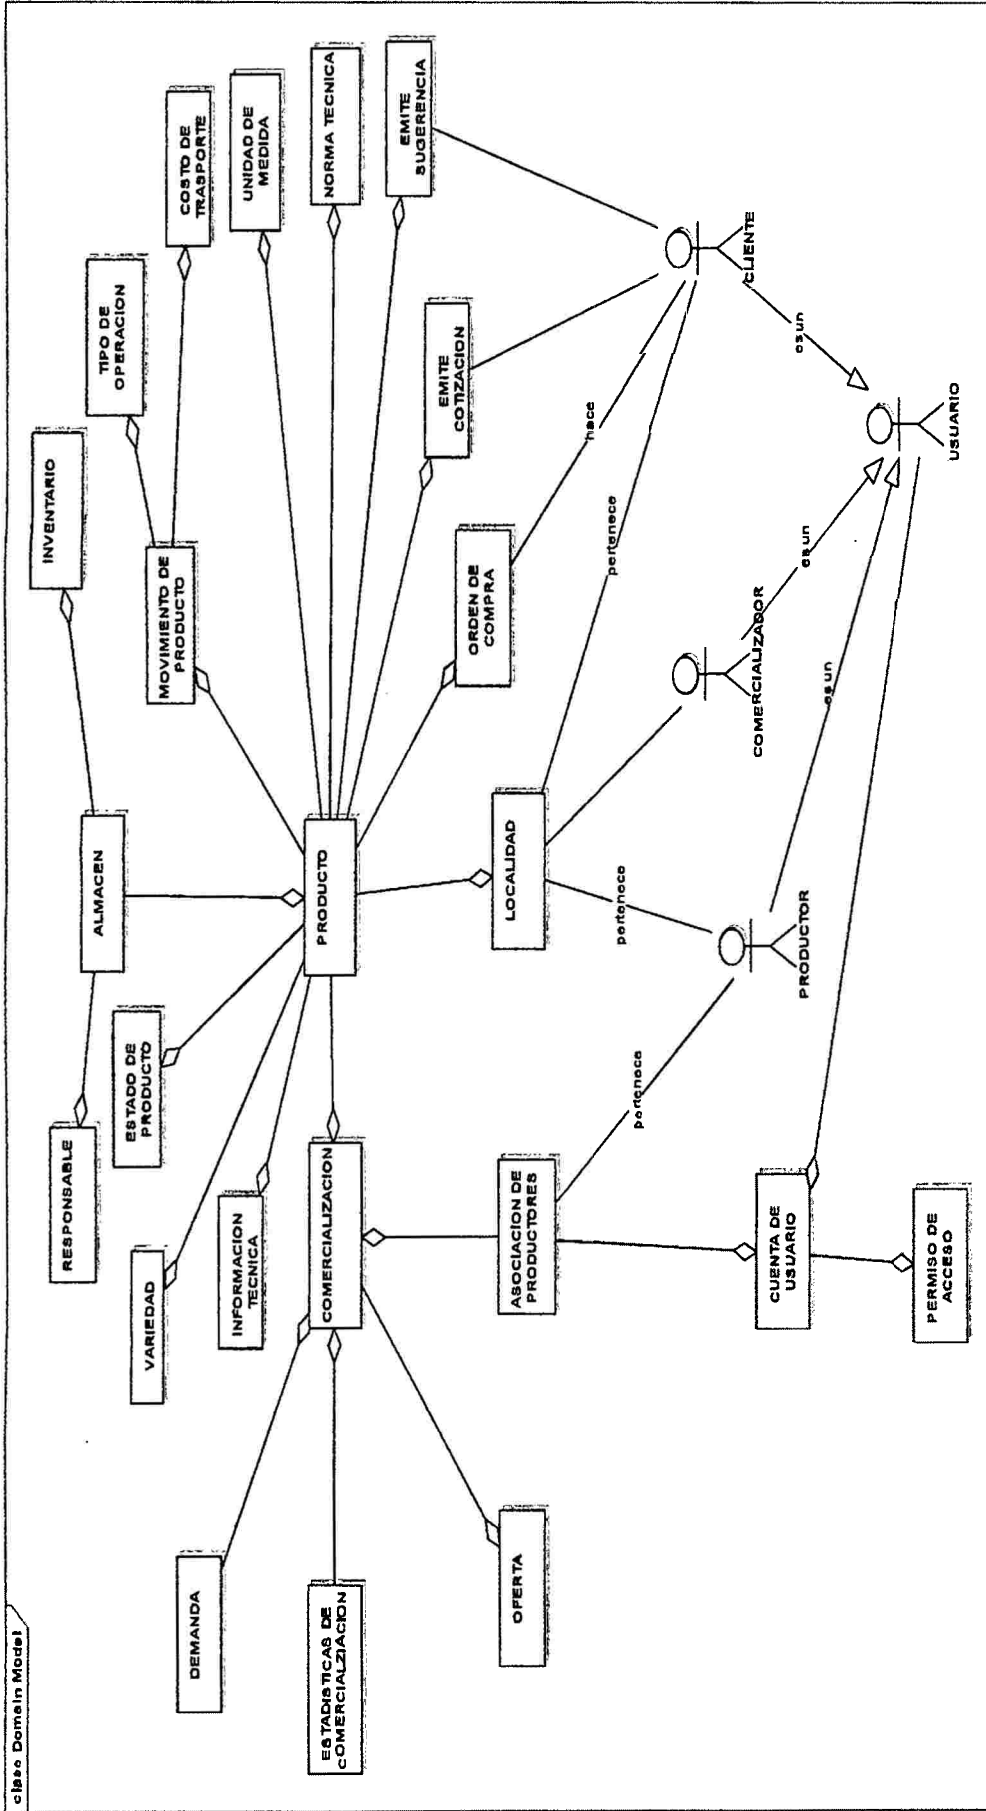 class Domain Model
DEMANDA
ESTADISTICAS DE
COMERCIALZIACION
OFERTA
VARIEDAD
RESPONSABLE
ESTADO DE
PRODUCTO
INFORMACION
TECNICA
COMERCIALIZACION
ASOCIACION DE
PRODUCTORES
CUENTA DE
USUARIO
PERMISO DE
ACCESO
ALMACEN
PRODUCTO
LOCALIDAD
pertenece
pertenece
PRODUCTOR
INVENTARIO
MOVIMIENTO DE
PRODUCTO
TIPO DE
OPERACION
COSTO DE
TRASPORTE
UNIDAD DE
MEDIDA
NORMA TECNICA
EMITE
SUGERENCIA
EMITE
COTIZACION
ORDEN DE
COMPRA
hace
pertenece
COMERCIALIZADOR
es un
es un
es un
CLIENTE
USUARIO